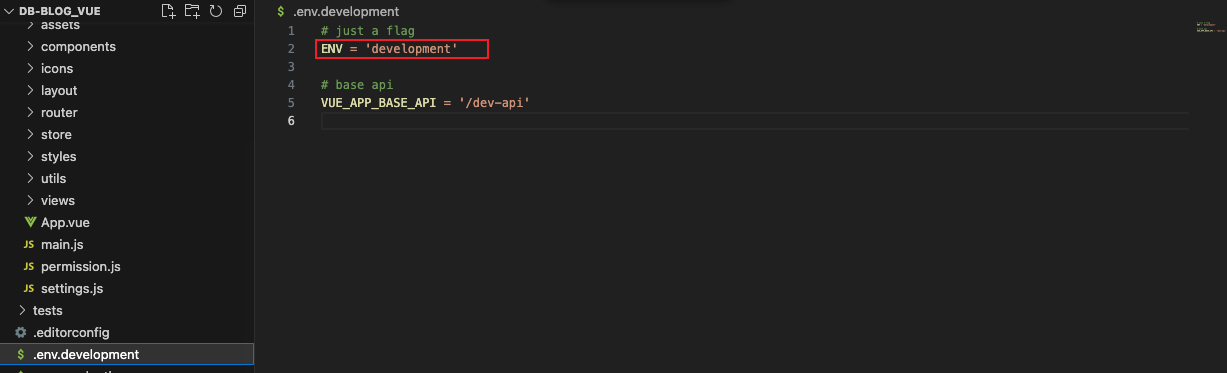 DB-BLOG_VUE
assets
components
icons
layout
router
store
styles
utils
views
App.vue
JS main.js
JS permission.js
JS settings.js
tests
.editorconfig
$ .env.development
$ .env.development
1 # just a flag
2 ENV = 'development'
3
4 # base api
5 VUE_APP_BASE_API = '/dev-api'
6